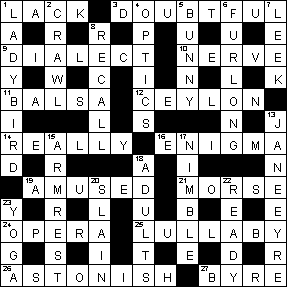 1 L 2 A C K 3 D 4 O U 5 B T 6 F U 7 L
A R 8 R P U U E
9 D I A L E C T 10 N E R V E
Y W C I N L K
11 B A L S A 12 C E Y L O N
I L S N 13 J
14 R E 15 A L L Y 16 E 17 N I G M A
D R 18 A I N
19 A M U 20 S E D 21 M O 22 R S E
23 Y R L U B E E
24 O P E R A 25 L U L L A B Y
G S I T E D R
26 A S T O N I S H 27 B Y R E